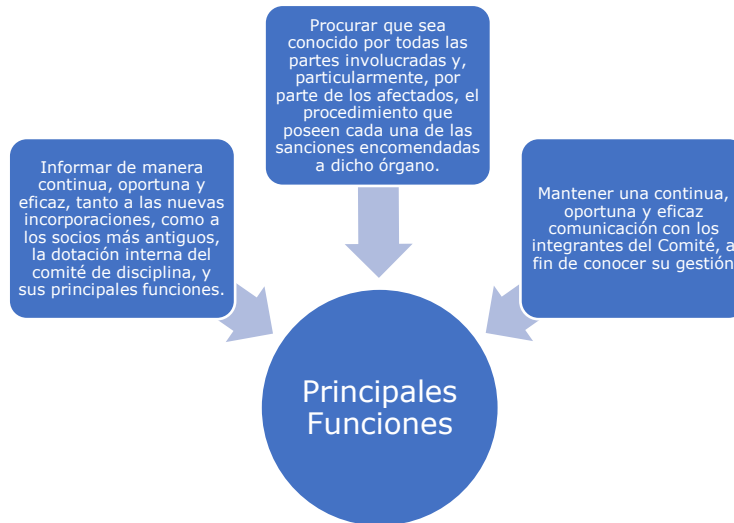 Informar de manera
continua, oportuna y
eficaz, tanto a las nuevas
incorporaciones, como a
los socios más antiguos,
la dotación interna del
comité de disciplina, y
sus principales funciones.
Procurar que sea
conocido por todas las
partes involucradas y,
particularmente, por
parte de los afectados, el
procedimiento que
poseen cada una de las
sanciones encomendadas
a dicho órgano.
Mantener una continua,
oportuna y eficaz
comunicación con los
integrantes del Comité, a
fin de conocer su gestión
Principales
Funciones